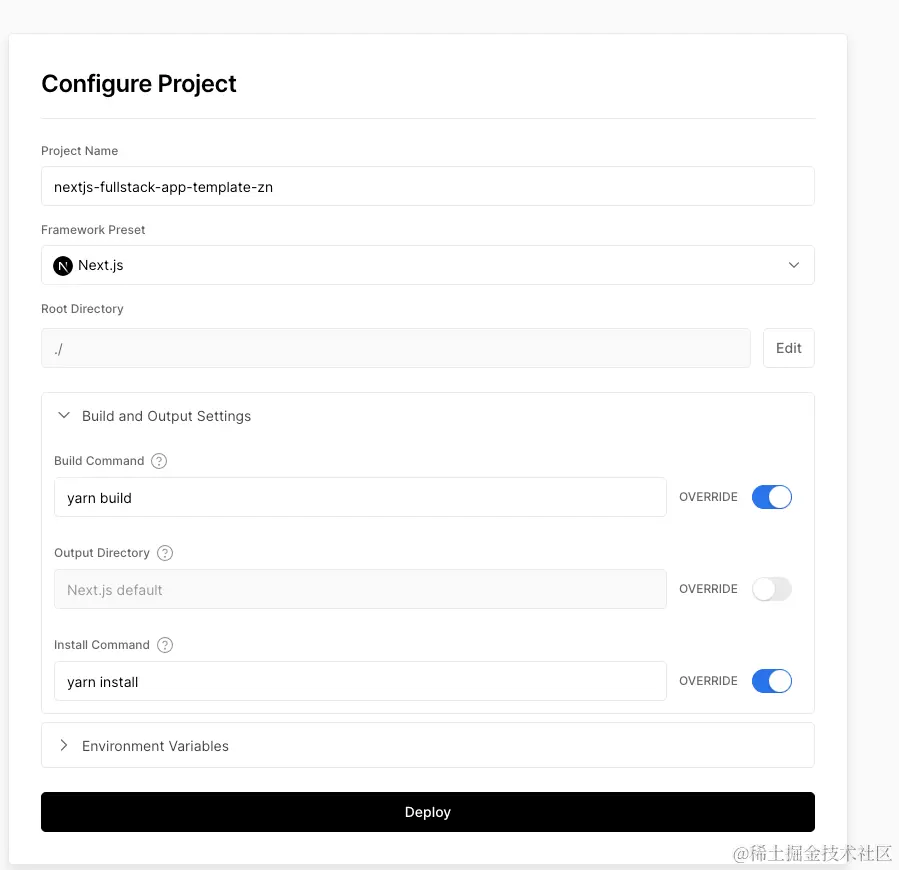 Configure Project
Project Name
nextjs-fullstack-app-template-zn
Framework Preset
N Next.js
Root Directory
./
Edit
Build and Output Settings
Build Command ?
yarn build
OVERRIDE
Output Directory ?
Next.js default
OVERRIDE
Install Command ?
yarn install
OVERRIDE
Environment Variables
Deploy
@稀土掘金技术社区